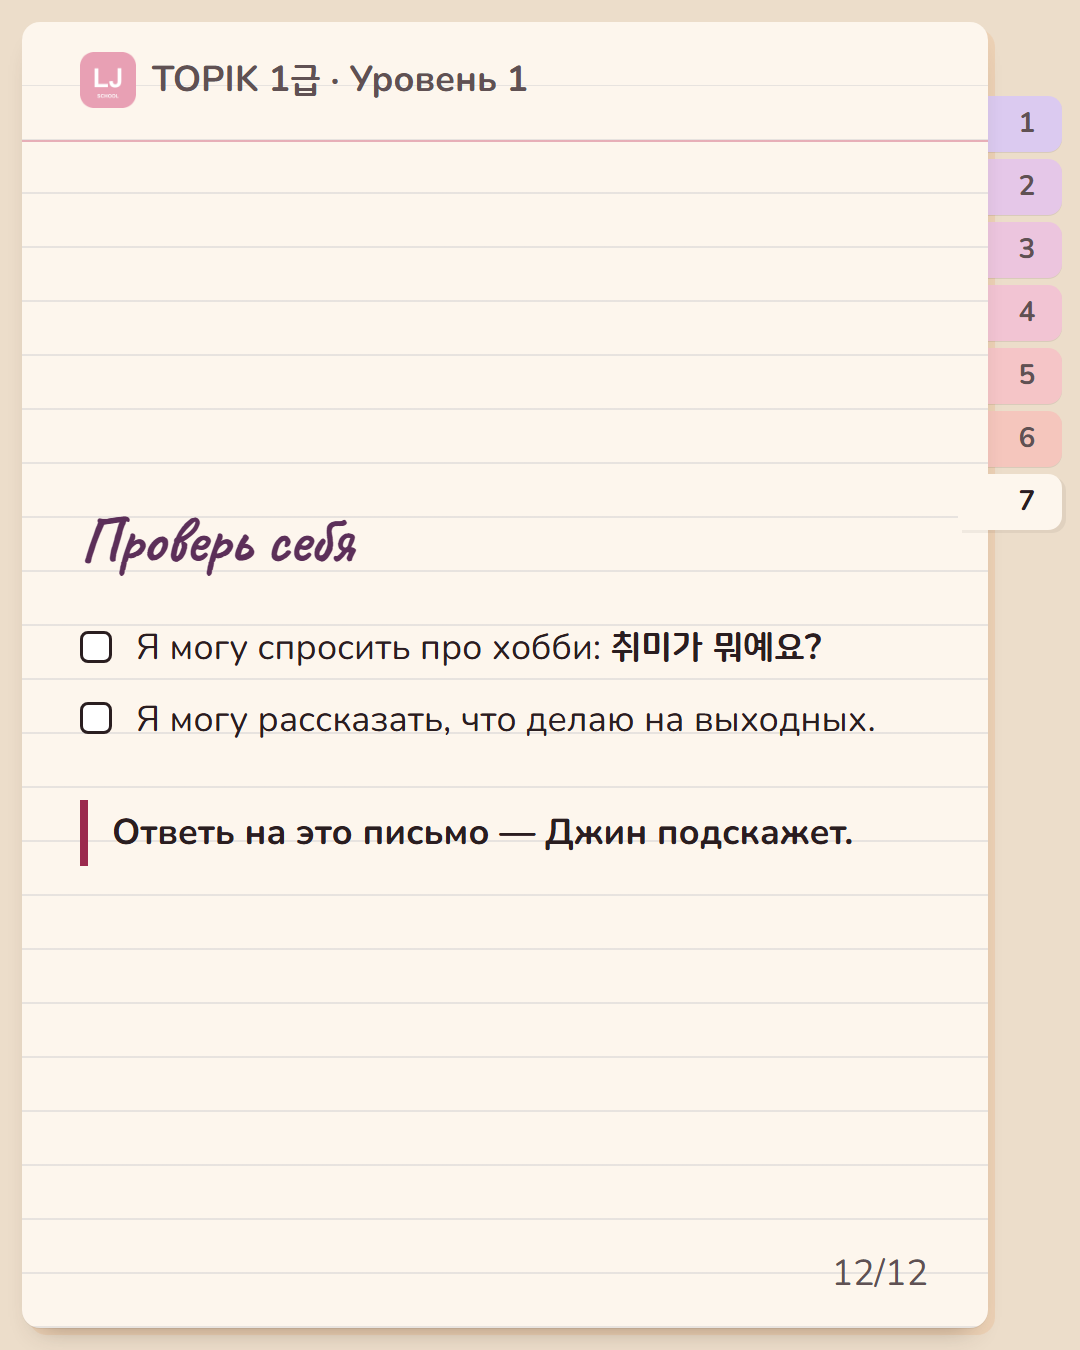 LJ
SCHOOL
TOPIK 1급 · Уровень 1
1
2
3
4
5
6
7
Проверь себя
Я могу спросить про хобби: 취미가 뭐예요?
Я могу рассказать, что делаю на выходных.
Ответь на это письмо — Джин подскажет.
12/12